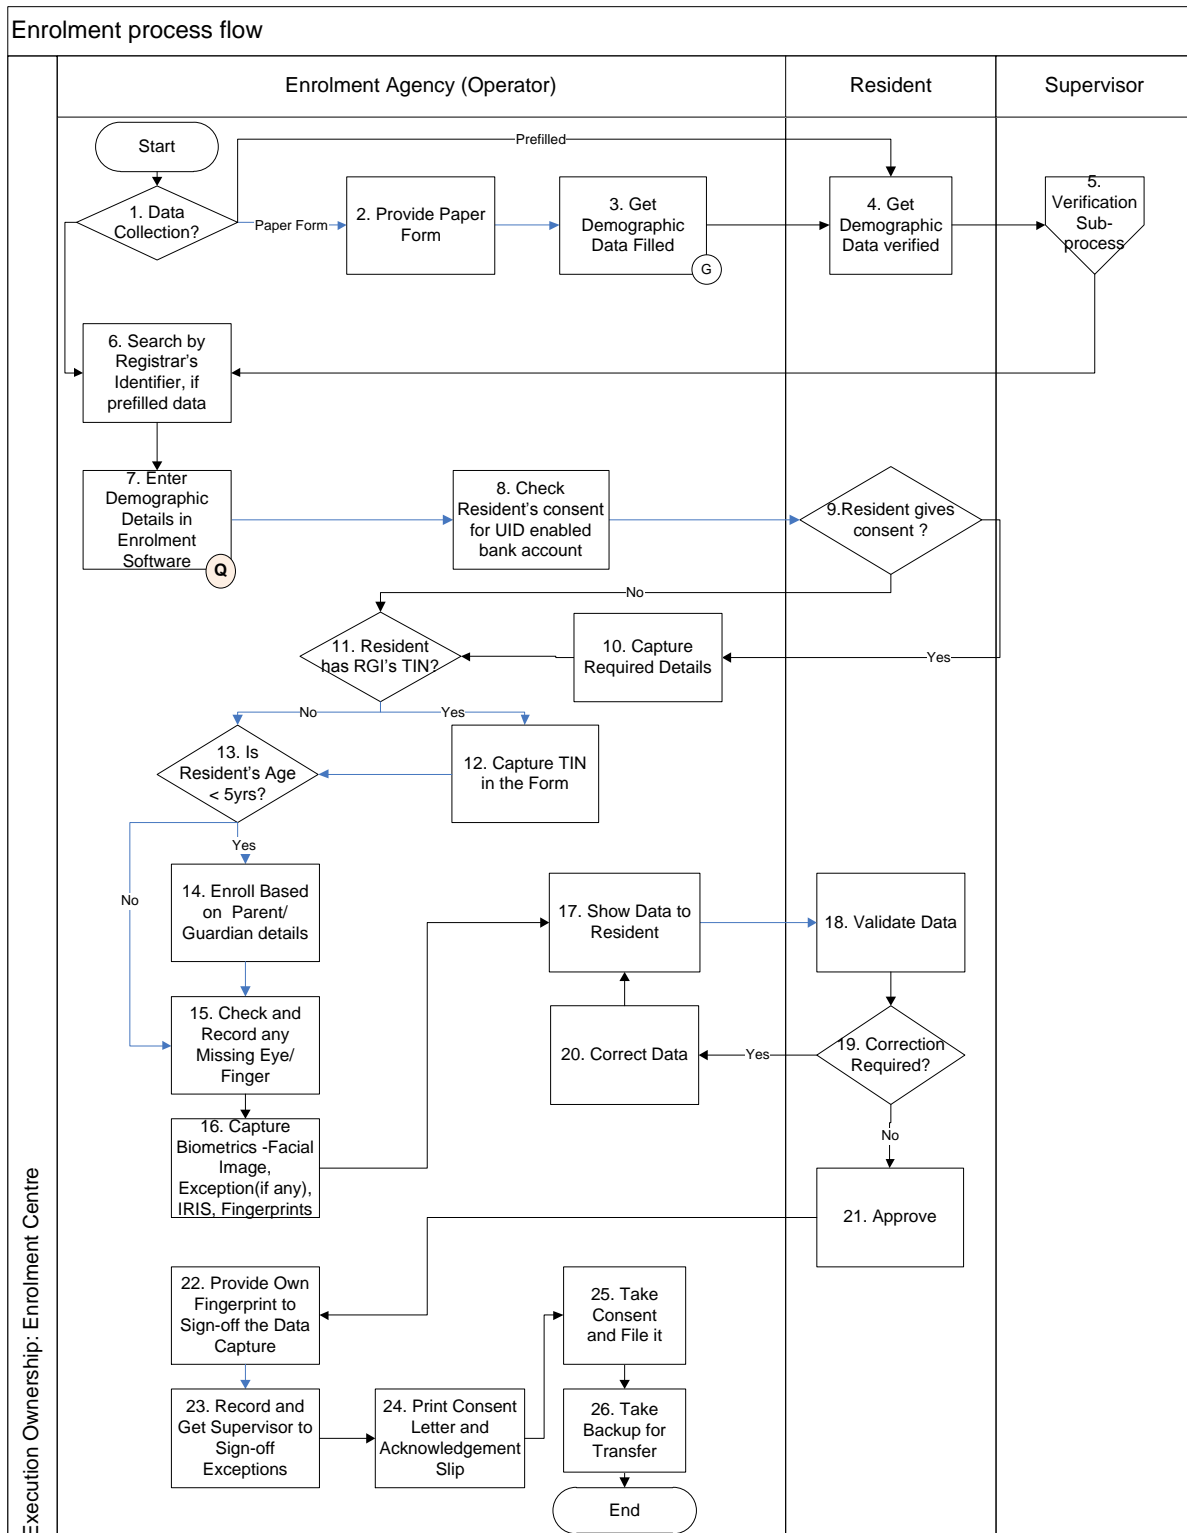 Enrolment process flow
Enrolment Agency (Operator)
Resident
Supervisor
Start
Prefilled
1. Data
Collection?
Paper Form
2. Provide Paper
Form
3. Get
Demographic
Data Filled
G
4. Get
Demographic
Data verified
5.
Verification
Sub-
process
6. Search by
Registrar's
Identifier, if
prefilled data
7. Enter
Demographic
Details in
Enrolment
Software
Q
8. Check
Resident's consent
for UID enabled
bank account
9.Resident gives
consent ?
No
Yes
10. Capture
Required Details
11. Resident
has RGI's TIN?
No
Yes
12. Capture TIN
in the Form
13. Is
Resident's Age
< 5yrs?
Yes
No
14. Enroll Based
on Parent/
Guardian details
15. Check and
Record any
Missing Eye/
Finger
16. Capture
Biometrics -Facial
Image,
Exception(if any),
IRIS, Fingerprints
17. Show Data to
Resident
18. Validate Data
19. Correction
Required?
Yes
20. Correct Data
No
21. Approve
22. Provide Own
Fingerprint to
Sign-off the Data
Capture
23. Record and
Get Supervisor to
Sign-off
Exceptions
24. Print Consent
Letter and
Acknowledgement
Slip
25. Take
Consent
and File it
26. Take
Backup for
Transfer
End
Execution Ownership: Enrolment Centre